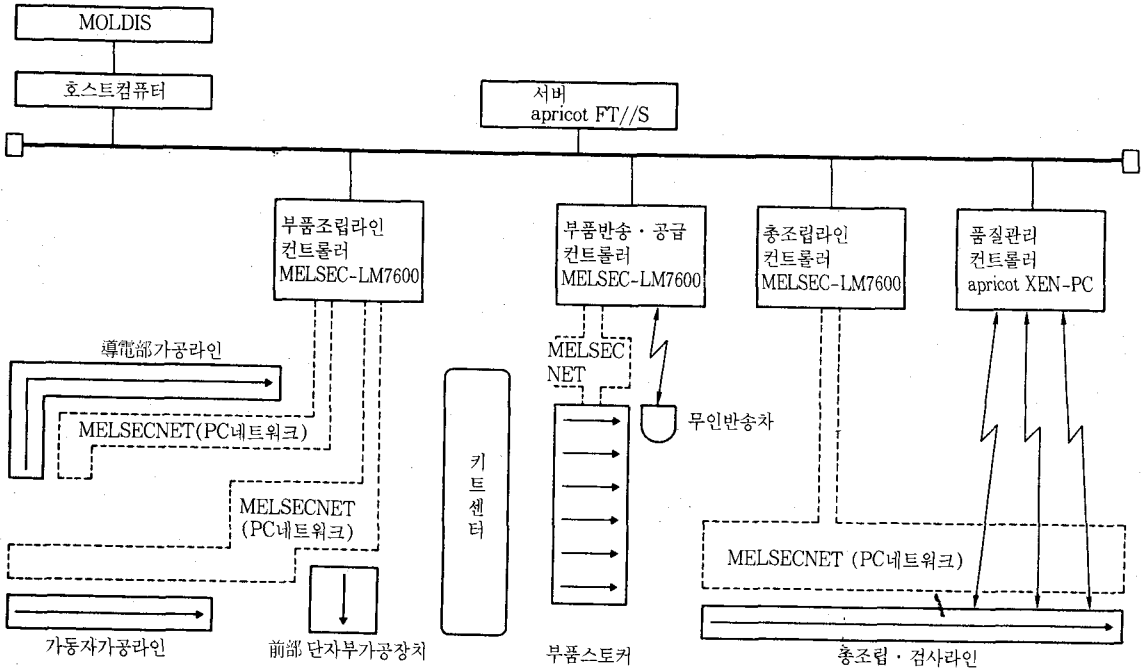 MOLDIS
호스트컴퓨터
서버
apricot FT//S
부품조립라인
컨트롤러
MELSEC-LM7600
부품반송·공급
컨트롤러
MELSEC-LM7600
총조립라인
컨트롤러
MELSEC-LM7600
품질관리
컨트롤러
apricot XEN-PC
導電部가공라인
MELSECNET(PC네트워크)
MELSECNET
(PC네트워크)
가동자가공라인
前部 단자부가공장치
키트센터
MELSEC
NET
무인반송차
부품스토커
MELSECNET (PC네트워크)
총조립·검사라인